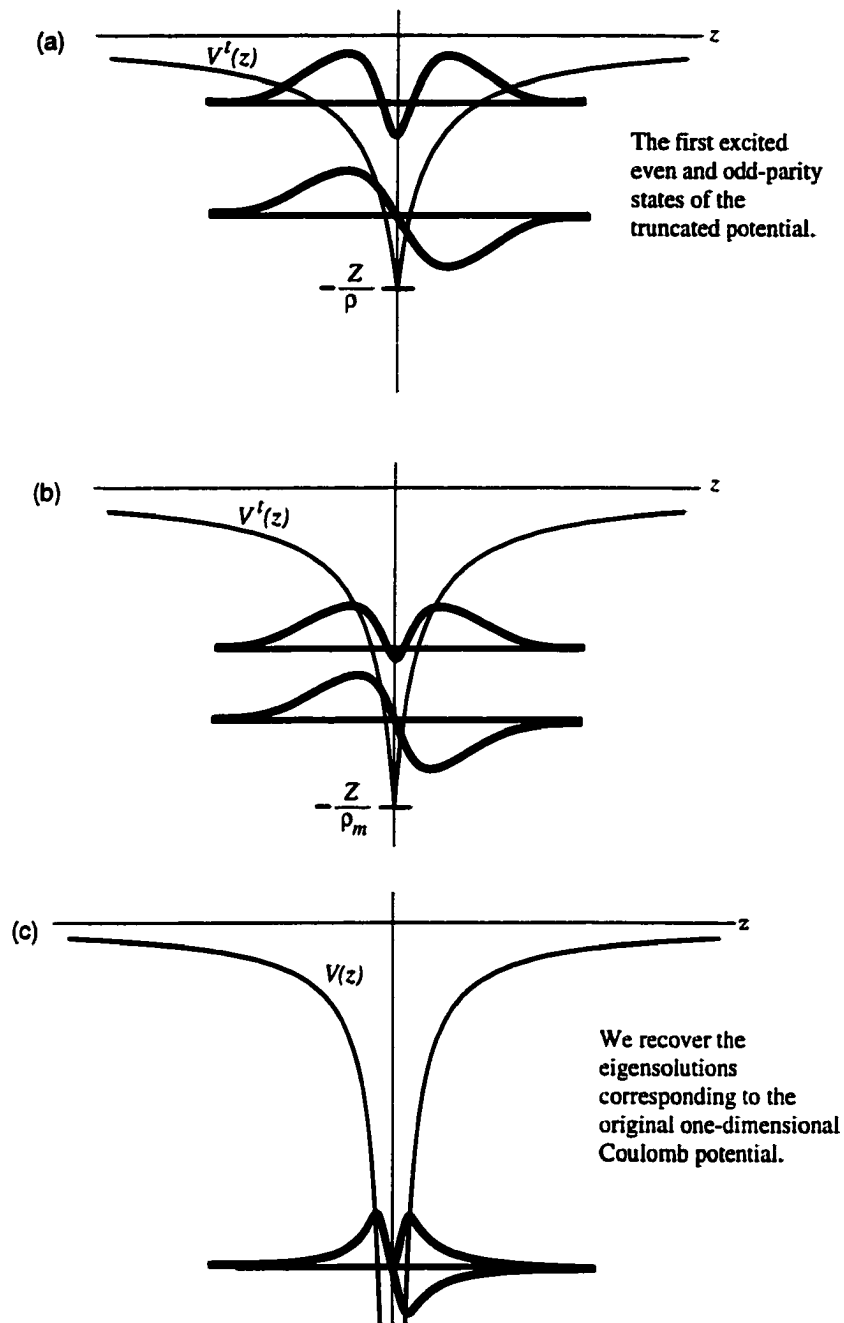 (a)
z
V^t(z)
The first excited
even and odd-parity
states of the
truncated potential.
- Z/ρ
(b)
z
V^t(z)
- Z/ρ_m
(c)
z
V(z)
We recover the
eigensolutions
corresponding to the
original one-dimensional
Coulomb potential.